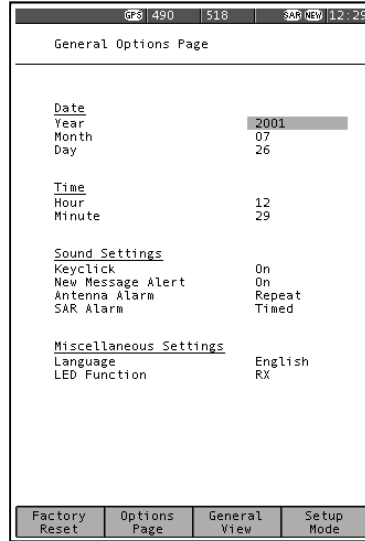 GPS 490 518 SAR NEW 12:29
General Options Page
Date
Year 2001
Month 07
Day 26
Time
Hour 12
Minute 29
Sound Settings
Keyclick On
New Message Alert On
Antenna Alarm Repeat
SAR Alarm Timed
Miscellaneous Settings
Language English
LED Function RX
Factory Options General Setup
Reset Page View Mode